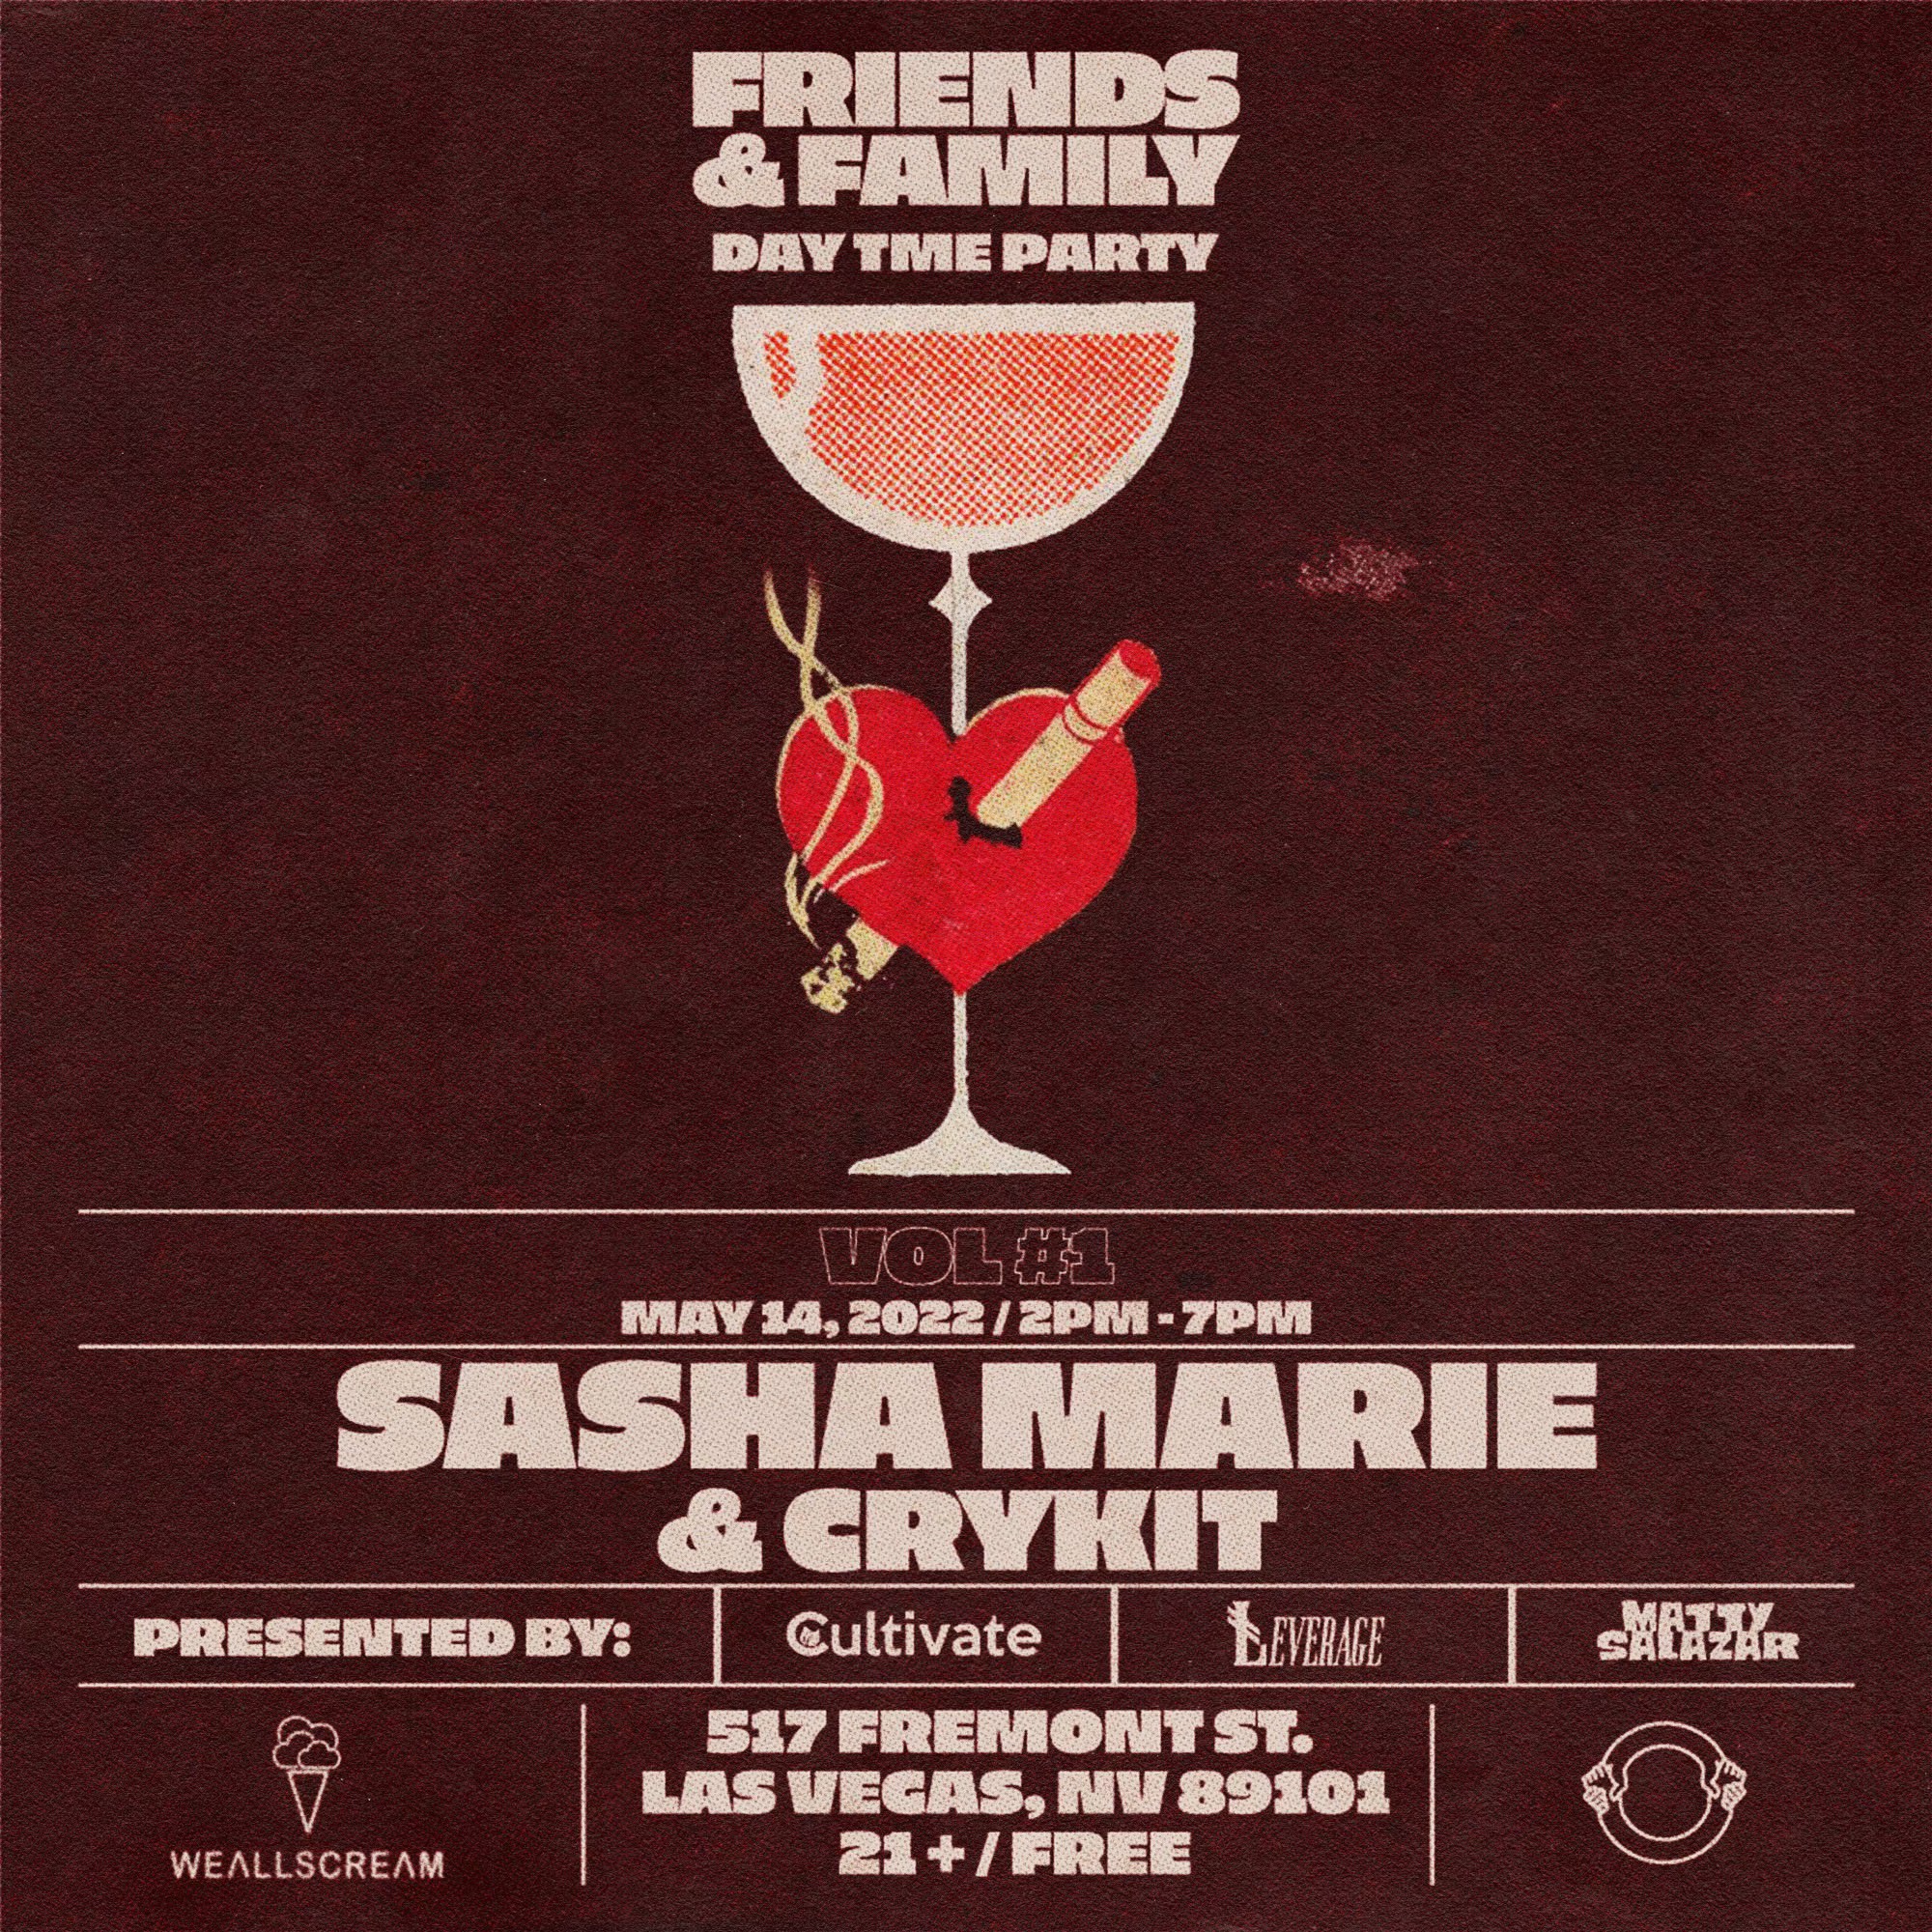 FRIENDS
& FAMILY
DAY TME PARTY
VOL #1
MAY 14, 2022 / 2PM - 7PM
SASHA MARIE
& CRYKIT
PRESENTED BY:
Cultivate
LEVERAGE
MATTY
SALAZAR
517 FREMONT ST.
LAS VEGAS, NV 89101
21 + / FREE
WEALLSCREAM